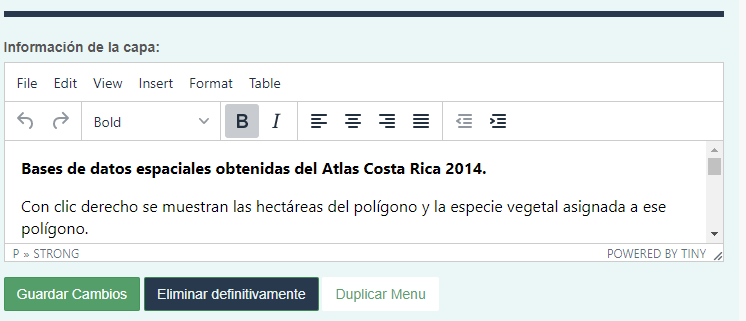 Información de la capa:
File Edit View Insert Format Table
Bold B I
Bases de datos espaciales obtenidas del Atlas Costa Rica 2014.
Con clic derecho se muestran las hectáreas del polígono y la especie vegetal asignada a ese
polígono.
P » STRONG POWERED BY TINY
Guardar Cambios Eliminar definitivamente Duplicar Menu